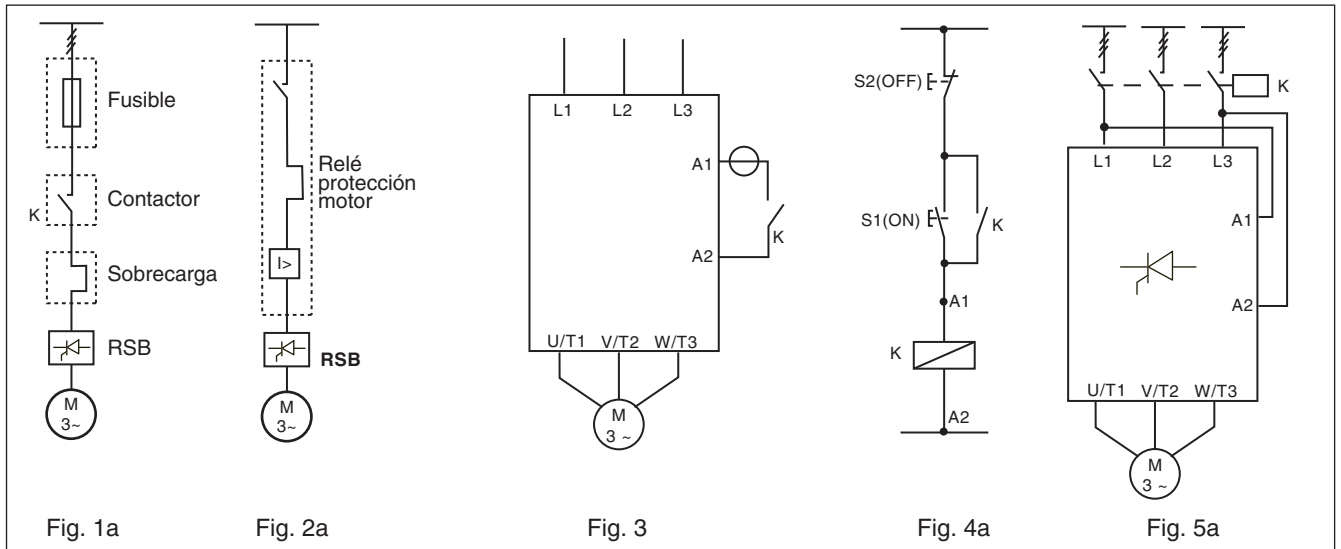 Fusible
Contactor
K
Sobrecarga
RSB
M
3~
Fig. 1a
Relé
protección
motor
I>
RSB
M
3~
Fig. 2a
L1 L2 L3
A1
K
A2
U/T1 V/T2 W/T3
M
3 ~
Fig. 3
S2(OFF)
S1(ON)
K
A1
K
A2
Fig. 4a
K
L1 L2 L3
A1
A2
U/T1 V/T2 W/T3
M
3 ~
Fig. 5a